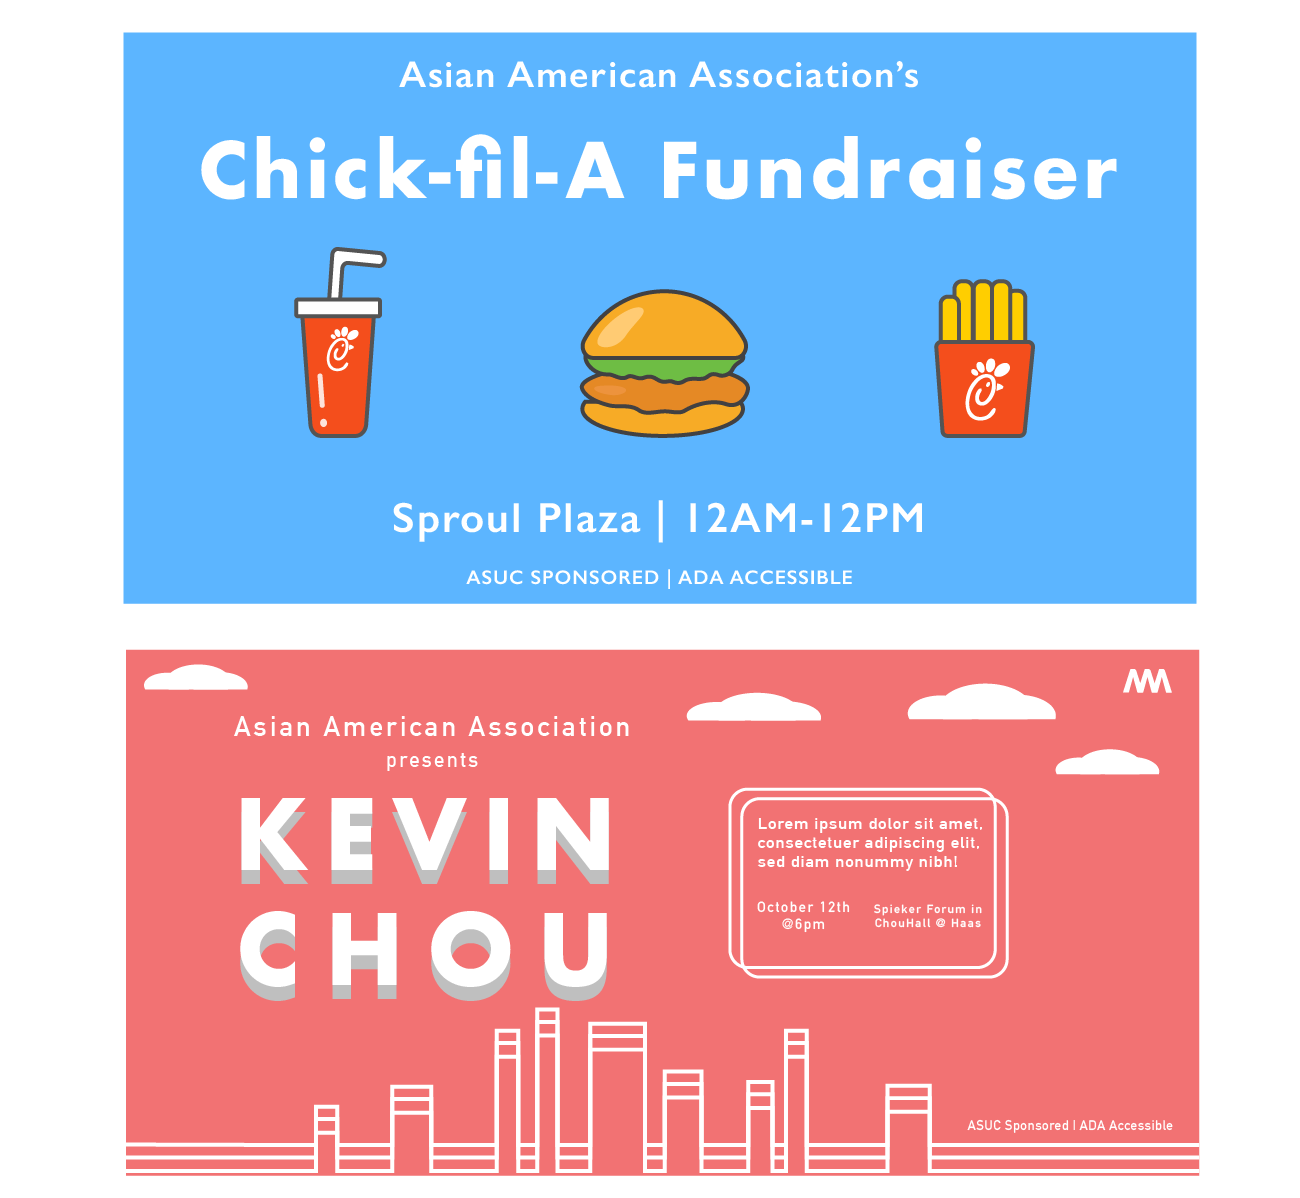 Asian American Association’s
Chick-fil-A Fundraiser
Sproul Plaza | 12AM-12PM
ASUC SPONSORED | ADA ACCESSIBLE
Asian American Association
presents
KEVIN
CHOU
Lorem ipsum dolor sit amet,
consectetuer adipiscing elit,
sed diam nonummy nibh!
October 12th
@6pm
Spieker Forum in
ChouHall @ Haas
ASUC Sponsored | ADA Accessible